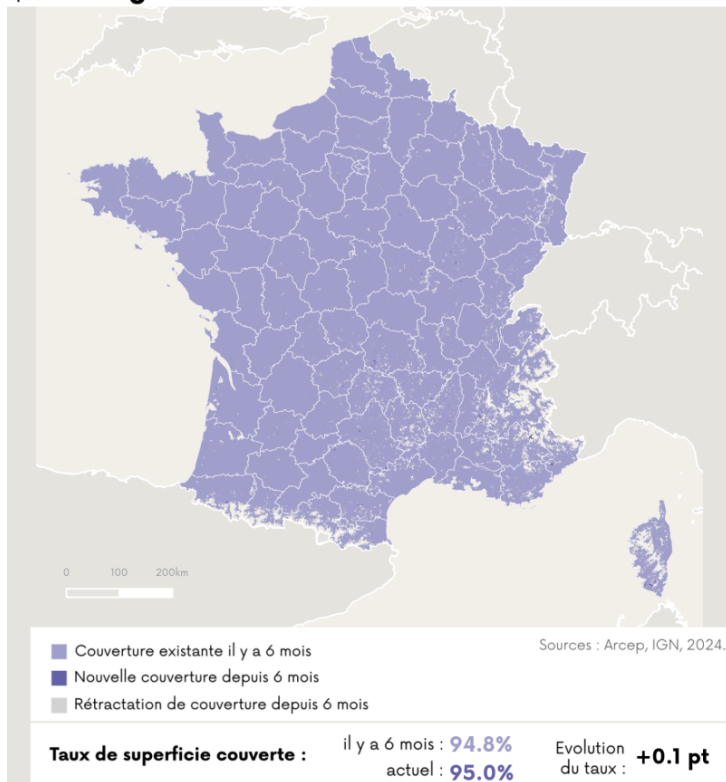 0 100 200km
Sources : Arcep, IGN, 2024.
Couverture existante il y a 6 mois
Nouvelle couverture depuis 6 mois
Rétractation de couverture depuis 6 mois
Taux de superficie couverte :
il y a 6 mois : 94.8%
actuel : 95.0%
Evolution
du taux : +0.1 pt